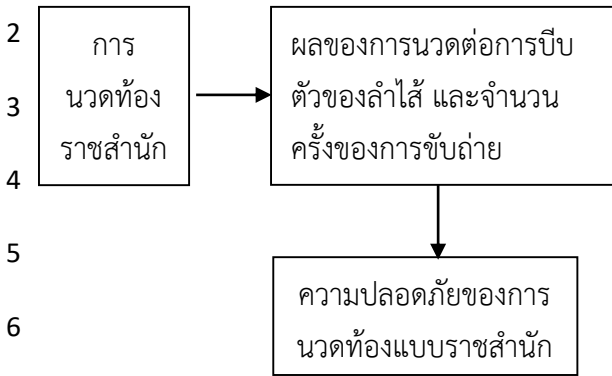 2
การ
นวดท้อง
ราชสำนัก
ผลของการนวดต่อการบีบ
ตัวของลำไส้ และจำนวน
ครั้งของการขับถ่าย
3
4
5
ความปลอดภัยของการ
นวดท้องแบบราชสำนัก
6